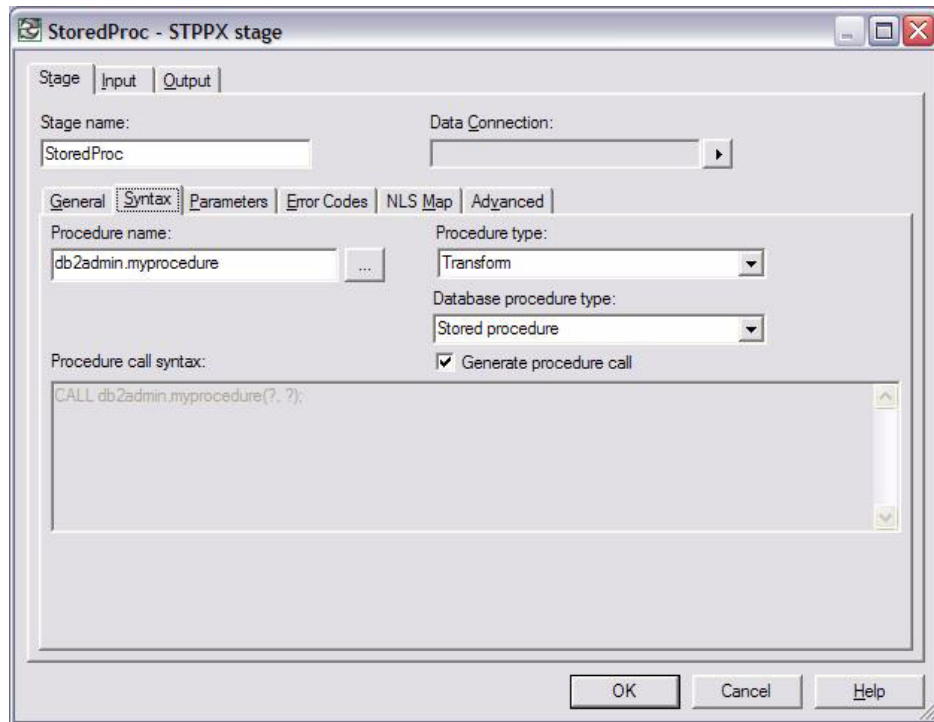 StoredProc - STPPX stage
Stage Input Output
Stage name: Data Connection:
StoredProc
General Syntax Parameters Error Codes NLS Map Advanced
Procedure name: Procedure type:
db2admin.myprocedure ... Transform
Database procedure type:
Stored procedure
Procedure call syntax: Generate procedure call
CALL db2admin.myprocedure(?, ?);
OK Cancel Help